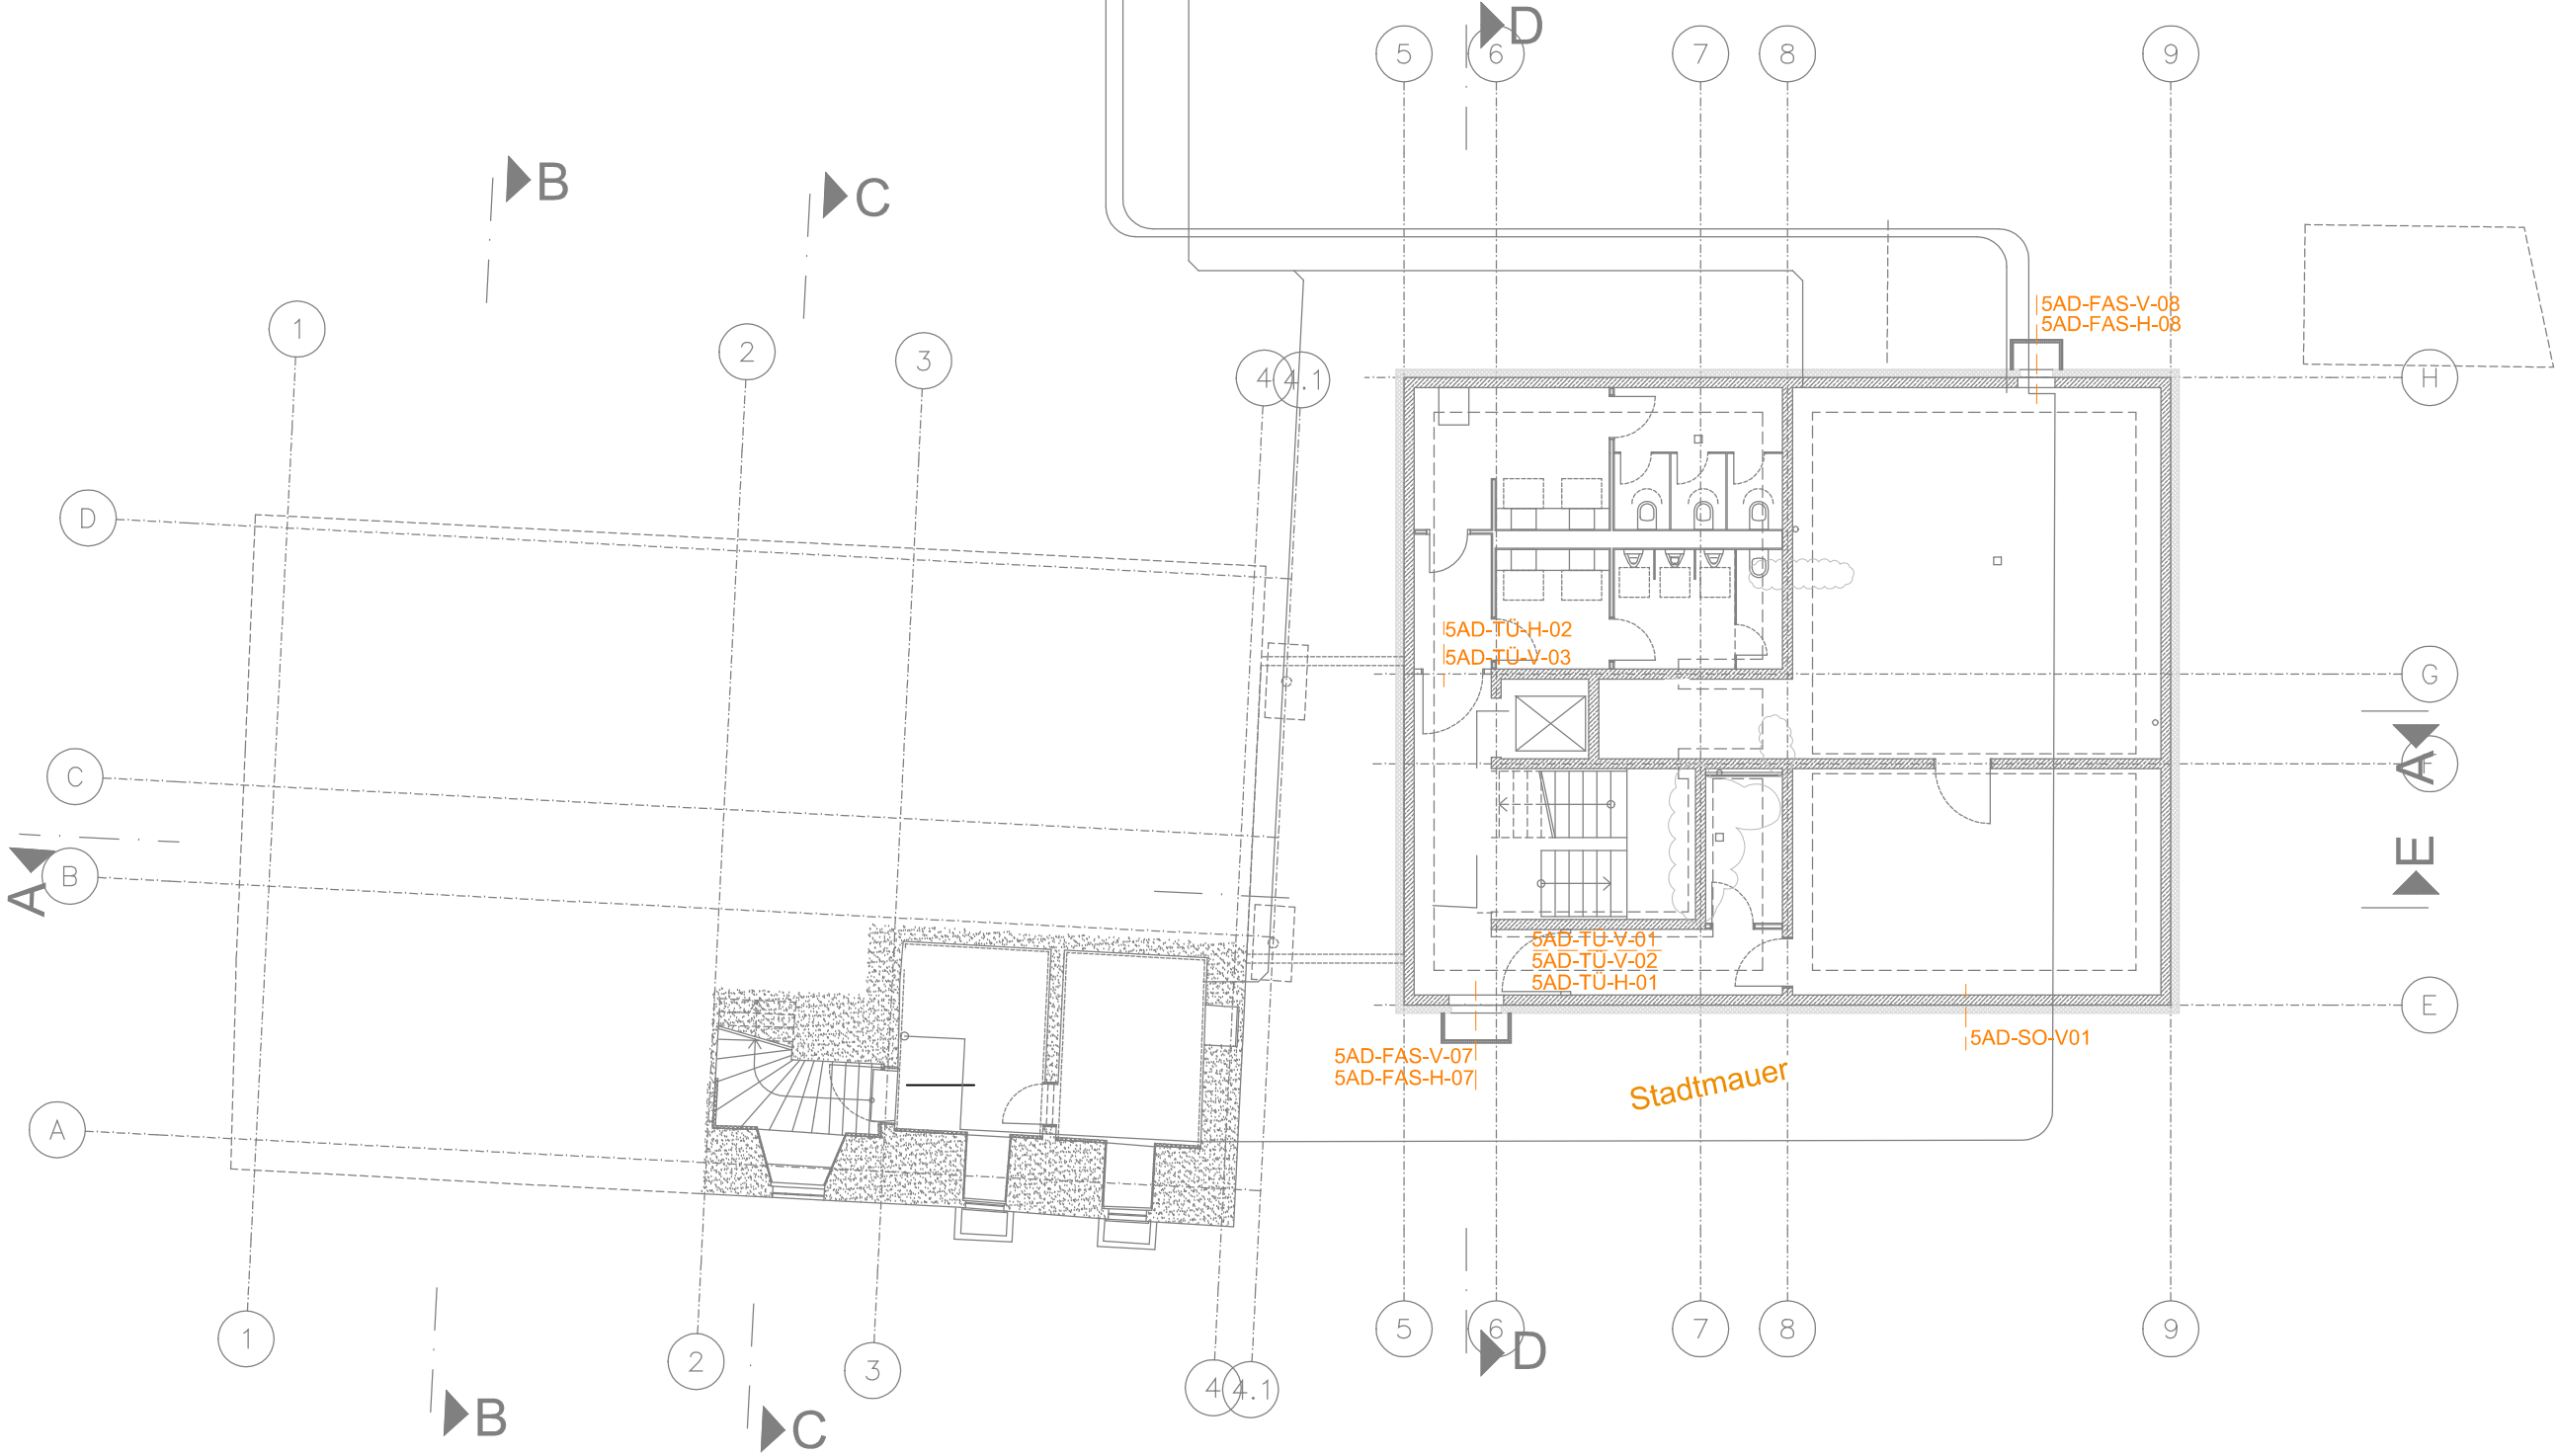 D
5
6
7
8
9
B
C
1
2
3
4
4.1
5AD-FAS-V-08
5AD-FAS-H-08
H
D
5AD-TÜ-H-02
5AD-TÜ-V-03
G
C
A
B
A
E
5AD-TÜ-V-01
5AD-TÜ-V-02
5AD-TÜ-H-01
E
5AD-SO-V01
5AD-FAS-V-07
5AD-FAS-H-07
Stadtmauer
A
1
2
3
4
4.1
5
6
7
8
9
D
B
C